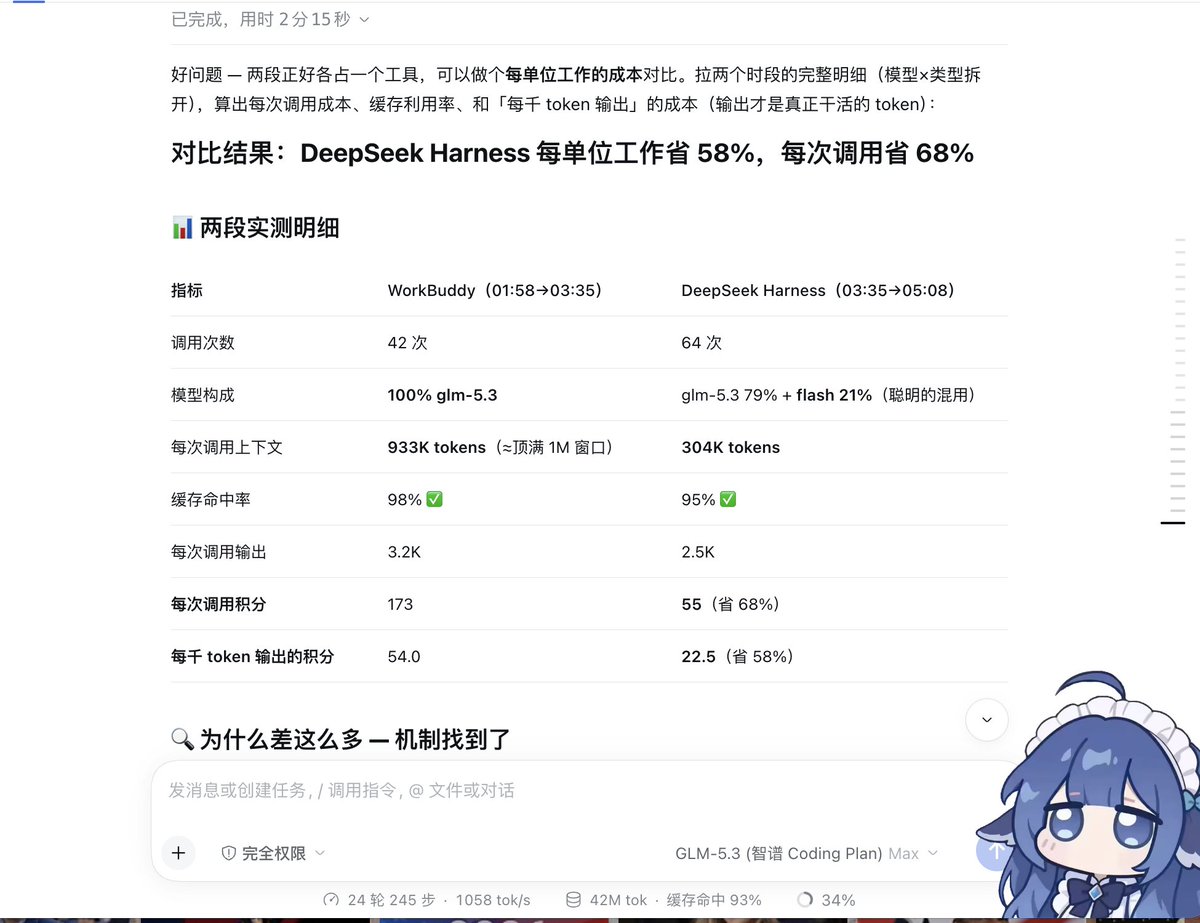 已完成，用时 2 分 15 秒
好问题 — 两段正好各占一个工具，可以做个每单位工作的成本对比。拉两个时段的完整明细（模型×类型拆
开），算出每次调用成本、缓存利用率、和「每千 token 输出」的成本（输出才是真正干活的 token）：
对比结果：DeepSeek Harness 每单位工作省 58%，每次调用省 68%
📊 两段实测明细
指标 WorkBuddy（01:58→03:35） DeepSeek Harness（03:35→05:08）
调用次数 42 次 64 次
模型构成 100% glm-5.3 glm-5.3 79% + flash 21%（聪明的混用）
每次调用上下文 933K tokens（≈顶满 1M 窗口） 304K tokens
缓存命中率 98% ✅ 95% ✅
每次调用输出 3.2K 2.5K
每次调用积分 173 55（省 68%）
每千 token 输出的积分 54.0 22.5（省 58%）
🔍 为什么差这么多 — 机制找到了
发消息或创建任务, / 调用指令, @ 文件或对话
完全权限 GLM-5.3 (智谱 Coding Plan) Max
24 轮 245 步 · 1058 tok/s 42M tok · 缓存命中 93% 34%